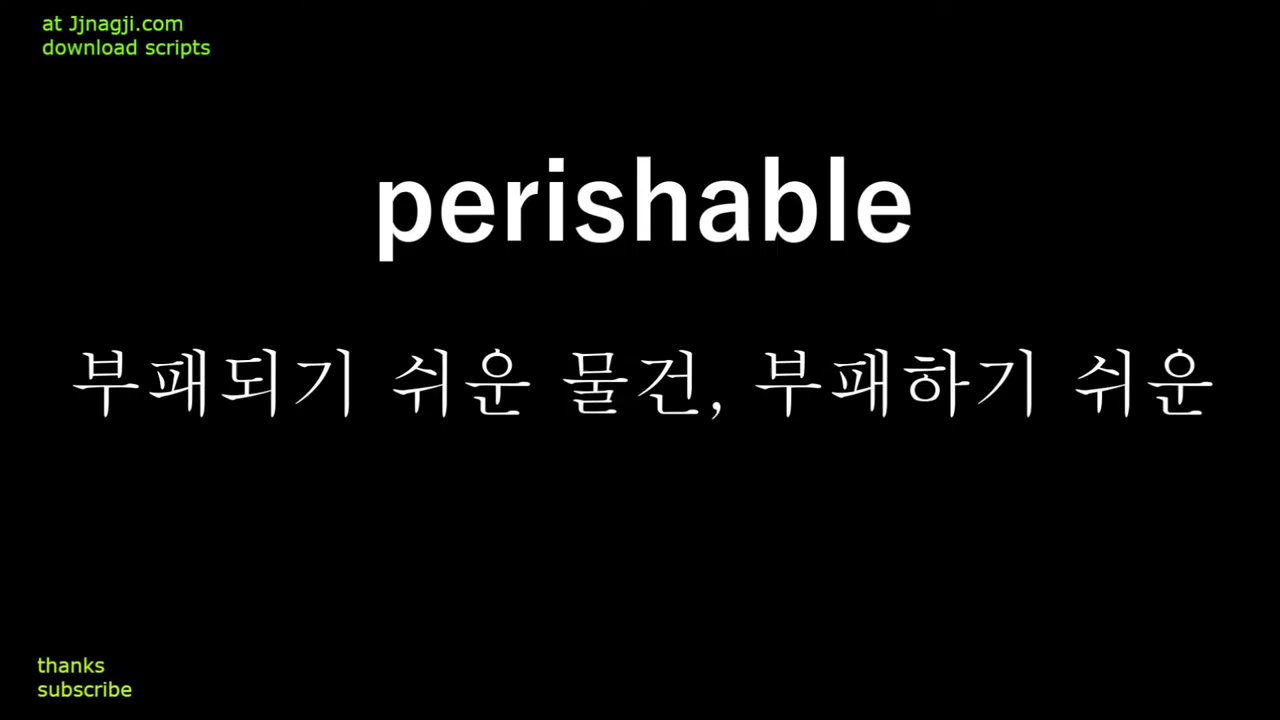 at Jjnagji.com
download scripts
perishable
부패되기 쉬운 물건, 부패하기 쉬운
thanks
subscribe